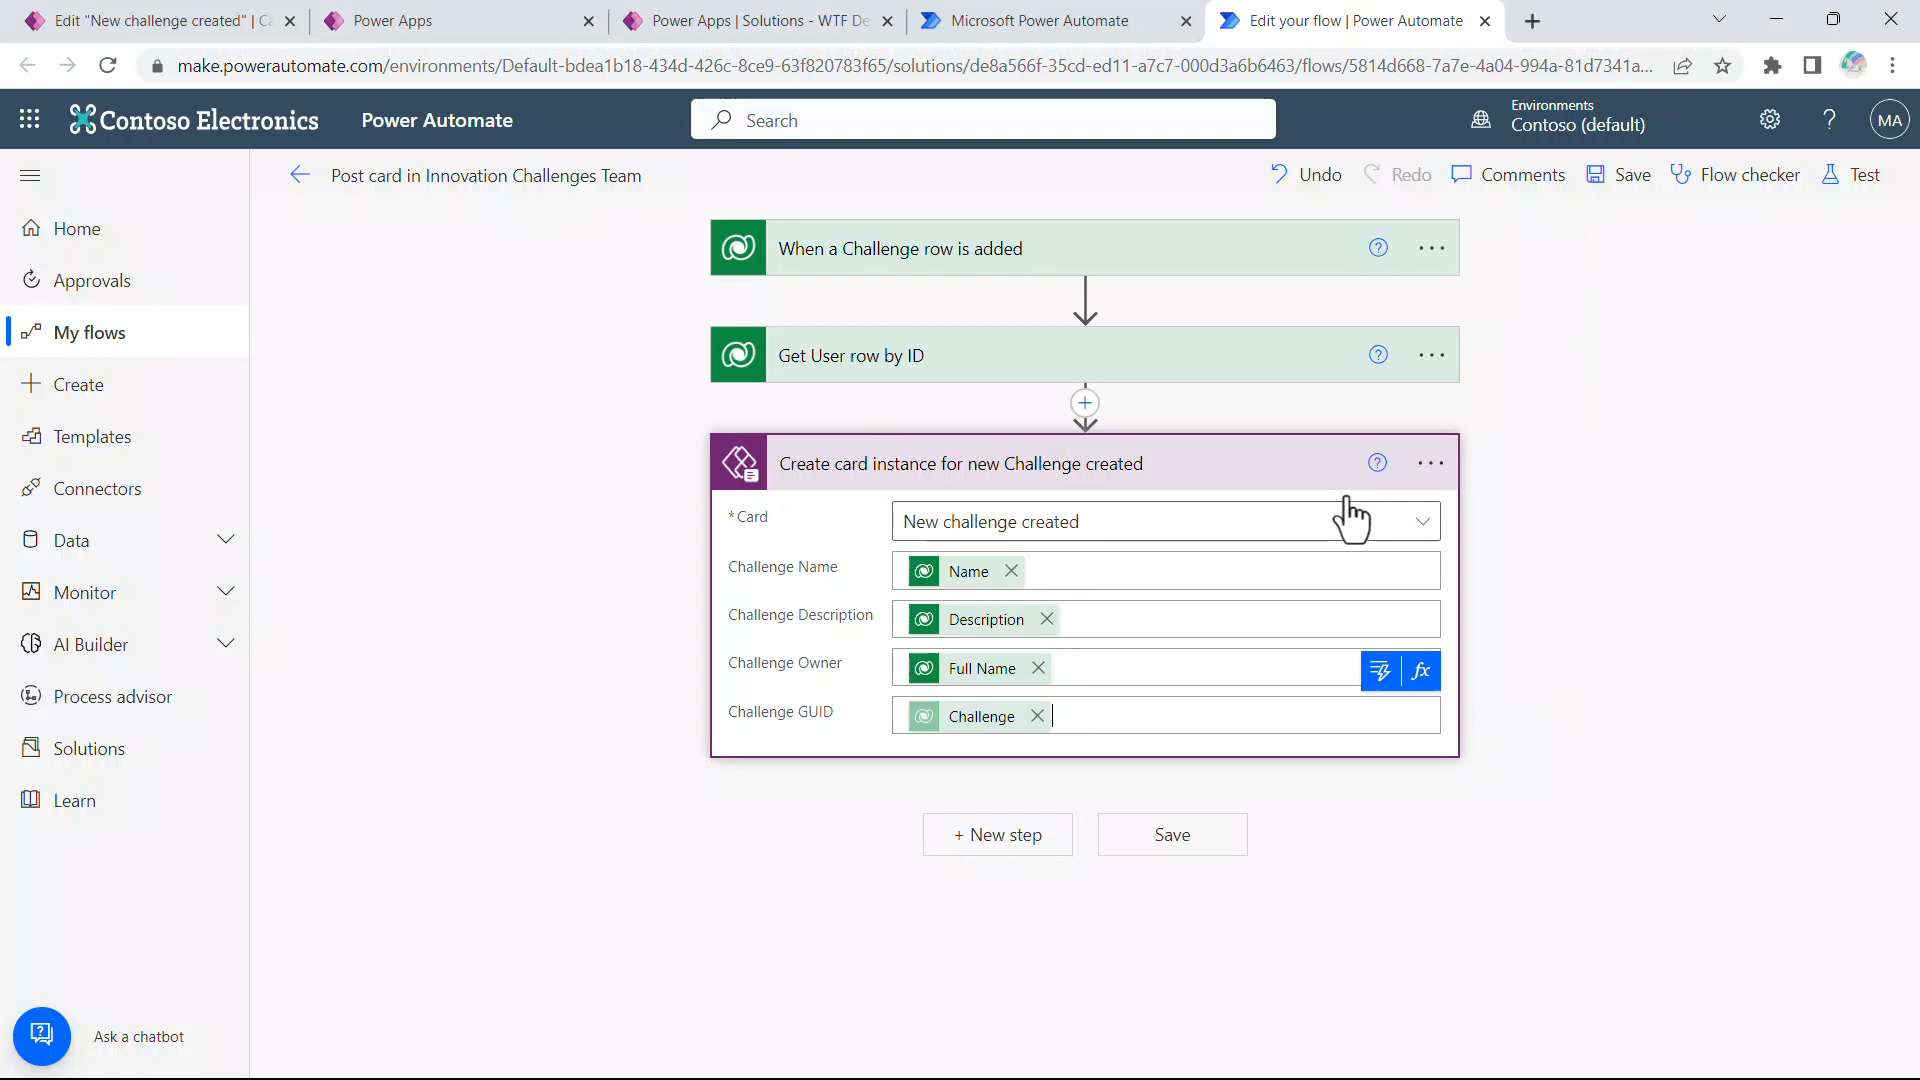 Edit "New challenge created" | Ca
Power Apps
Power Apps | Solutions - WTF De
Microsoft Power Automate
Edit your flow | Power Automate
make.powerautomate.com/environments/Default-bdea1b18-434d-426c-8ce9-63f820783f65/solutions/de8a566f-35cd-ed11-a7c7-000d3a6b6463/flows/5814d668-7a7e-4a04-994a-81d7341a...
Contoso Electronics
Power Automate
Search
Environments
Contoso (default)
?
MA
Post card in Innovation Challenges Team
Undo
Redo
Comments
Save
Flow checker
Test
Home
Approvals
My flows
Create
Templates
Connectors
Data
Monitor
AI Builder
Process advisor
Solutions
Learn
Ask a chatbot
When a Challenge row is added
Get User row by ID
Create card instance for new Challenge created
* Card
New challenge created
Challenge Name
Name
Challenge Description
Description
Challenge Owner
Full Name
fx
Challenge GUID
Challenge
+ New step
Save